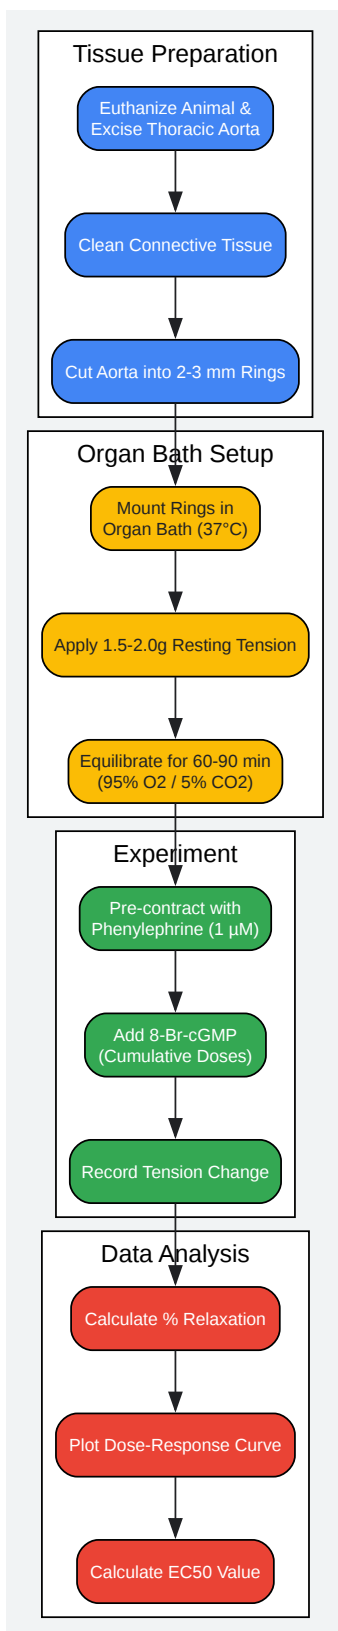 Tissue Preparation
Euthanize Animal &
Excise Thoracic Aorta
Clean Connective Tissue
Cut Aorta into 2-3 mm Rings
Organ Bath Setup
Mount Rings in
Organ Bath (37°C)
Apply 1.5-2.0g Resting Tension
Equilibrate for 60-90 min
(95% O2 / 5% CO2)
Experiment
Pre-contract with
Phenylephrine (1 µM)
Add 8-Br-cGMP
(Cumulative Doses)
Record Tension Change
Data Analysis
Calculate % Relaxation
Plot Dose-Response Curve
Calculate EC50 Value